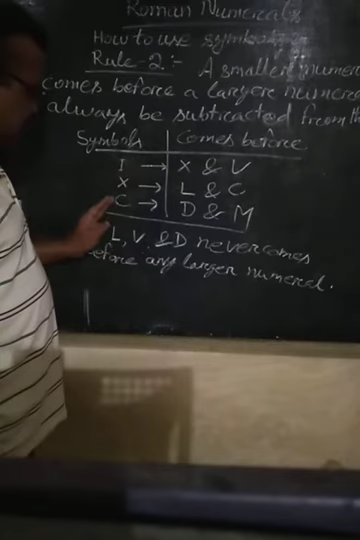 Roman Numerals
How to use symbols
Rule-2:- A smaller numer
comes before a larger numera
always be subtracted from th
Symbols Comes before
I → X & V
X → L & C
C → D & M
L, V, & D never comes
before any larger numeral.